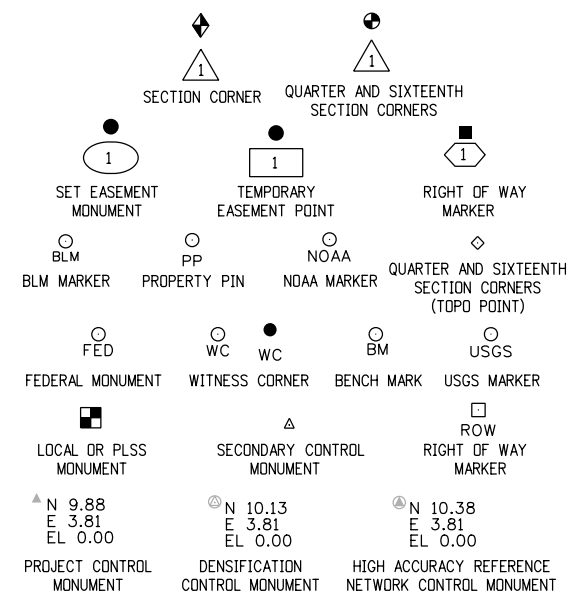 1
1
SECTION CORNER
QUARTER AND SIXTEENTH
SECTION CORNERS
1
1
1
SET EASEMENT
MONUMENT
TEMPORARY
EASEMENT POINT
RIGHT OF WAY
MARKER
BLM
PP
NOAA
BLM MARKER
PROPERTY PIN
NOAA MARKER
QUARTER AND SIXTEENTH
SECTION CORNERS
(TOPO POINT)
FED
WC
WC
BM
USGS
FEDERAL MONUMENT
WITNESS CORNER
BENCH MARK
USGS MARKER
ROW
LOCAL OR PLSS
MONUMENT
SECONDARY CONTROL
MONUMENT
RIGHT OF WAY
MARKER
N 9.88
E 3.81
EL 0.00
N 10.13
E 3.81
EL 0.00
N 10.38
E 3.81
EL 0.00
PROJECT CONTROL
MONUMENT
DENSIFICATION
CONTROL MONUMENT
HIGH ACCURACY REFERENCE
NETWORK CONTROL MONUMENT